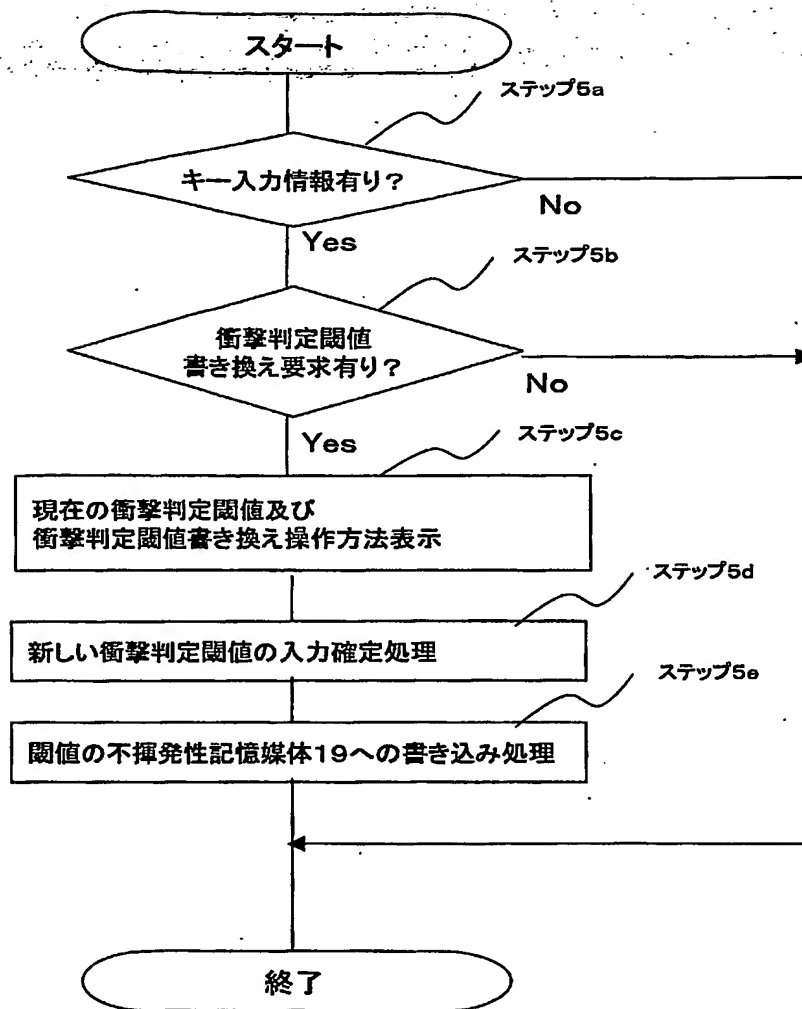 スタート
ステップ5a
キー入力情報有り?
No
Yes
ステップ5b
衝撃判定閾値
書き換え要求有り?
No
Yes
ステップ5c
現在の衝撃判定閾値及び
衝撃判定閾値書き換え操作方法表示
ステップ5d
新しい衝撃判定閾値の入力確定処理
ステップ5e
閾値の不揮発性記憶媒体19への書き込み処理
終了